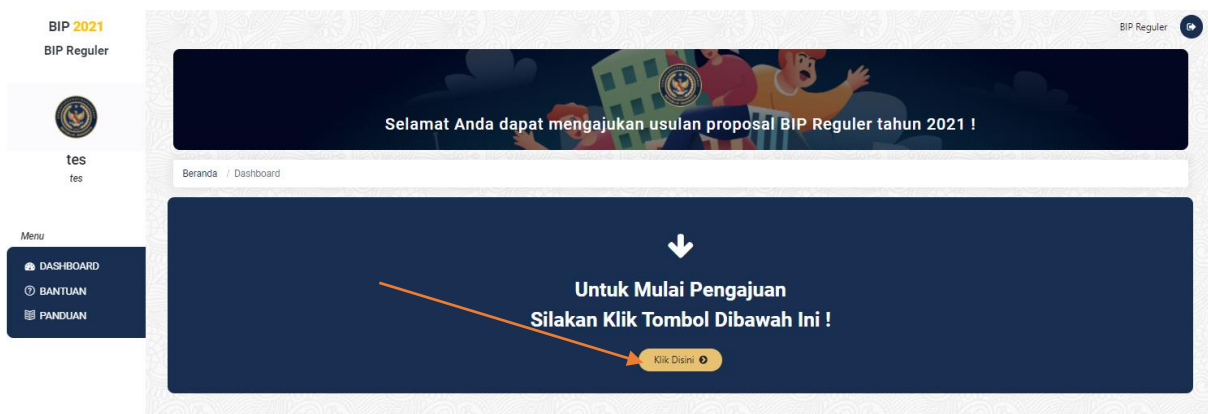 BIP 2021
BIP Reguler
tes
tes
Menu
DASHBOARD
BANTUAN
PANDUAN
BIP Reguler
Selamat Anda dapat mengajukan usulan proposal BIP Reguler tahun 2021 !
Beranda / Dashboard
Untuk Mulai Pengajuan
Silakan Klik Tombol Dibawah Ini !
Klik Disini